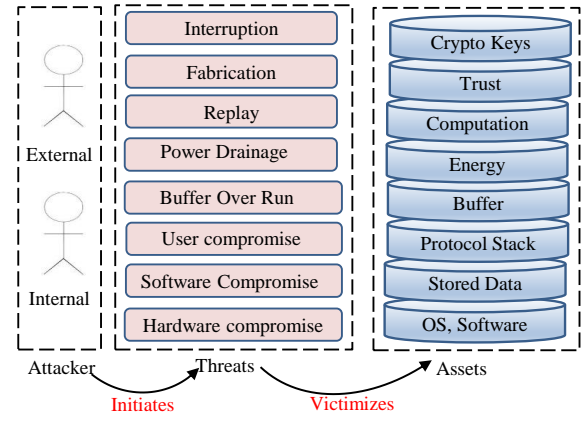 External
Internal
Attacker
Interruption
Fabrication
Replay
Power Drainage
Buffer Over Run
User compromise
Software Compromise
Hardware compromise
Threats
Crypto Keys
Trust
Computation
Energy
Buffer
Protocol Stack
Stored Data
OS, Software
Assets
Initiates
Victimizes